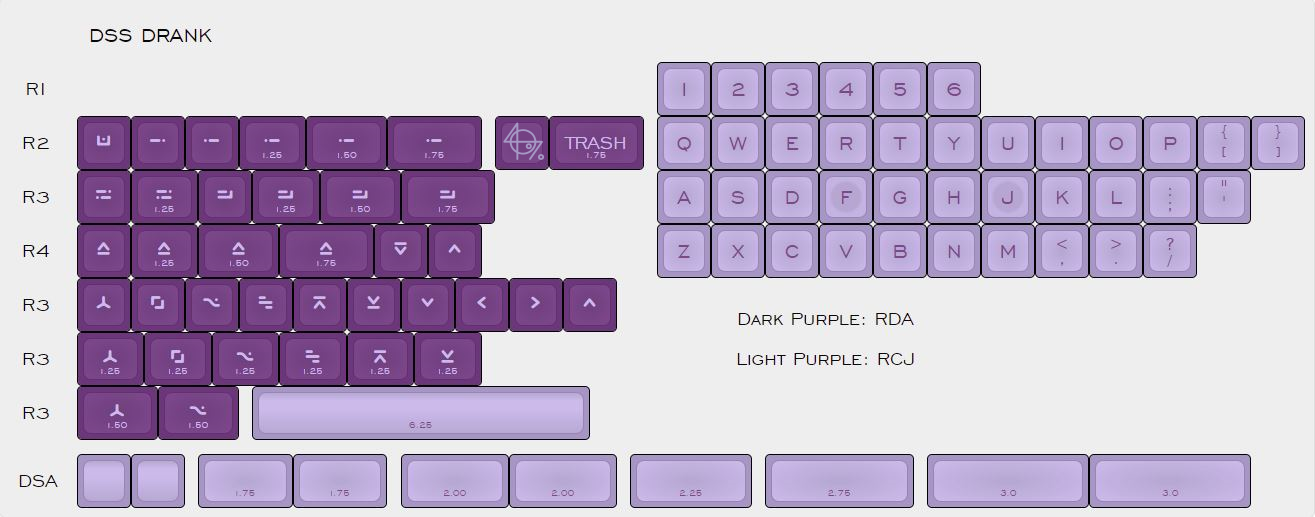 DSS DRANK
R1
1 2 3 4 5 6
R2
1.25 1.50 1.75
TRASH
1.75
Q W E R T Y U I O P { [ } ]
R3
1.25 1.25 1.50 1.75
A S D F G H J K L : ; " '
R4
1.25 1.50 1.75
Z X C V B N M < , > . ? /
R3
R3
1.25 1.25 1.25 1.25 1.25 1.25
R3
1.50 1.50 6.25
Dark Purple: RDA
Light Purple: RCJ
DSA
1.75 1.75 2.00 2.00 2.25 2.75 3.0 3.0